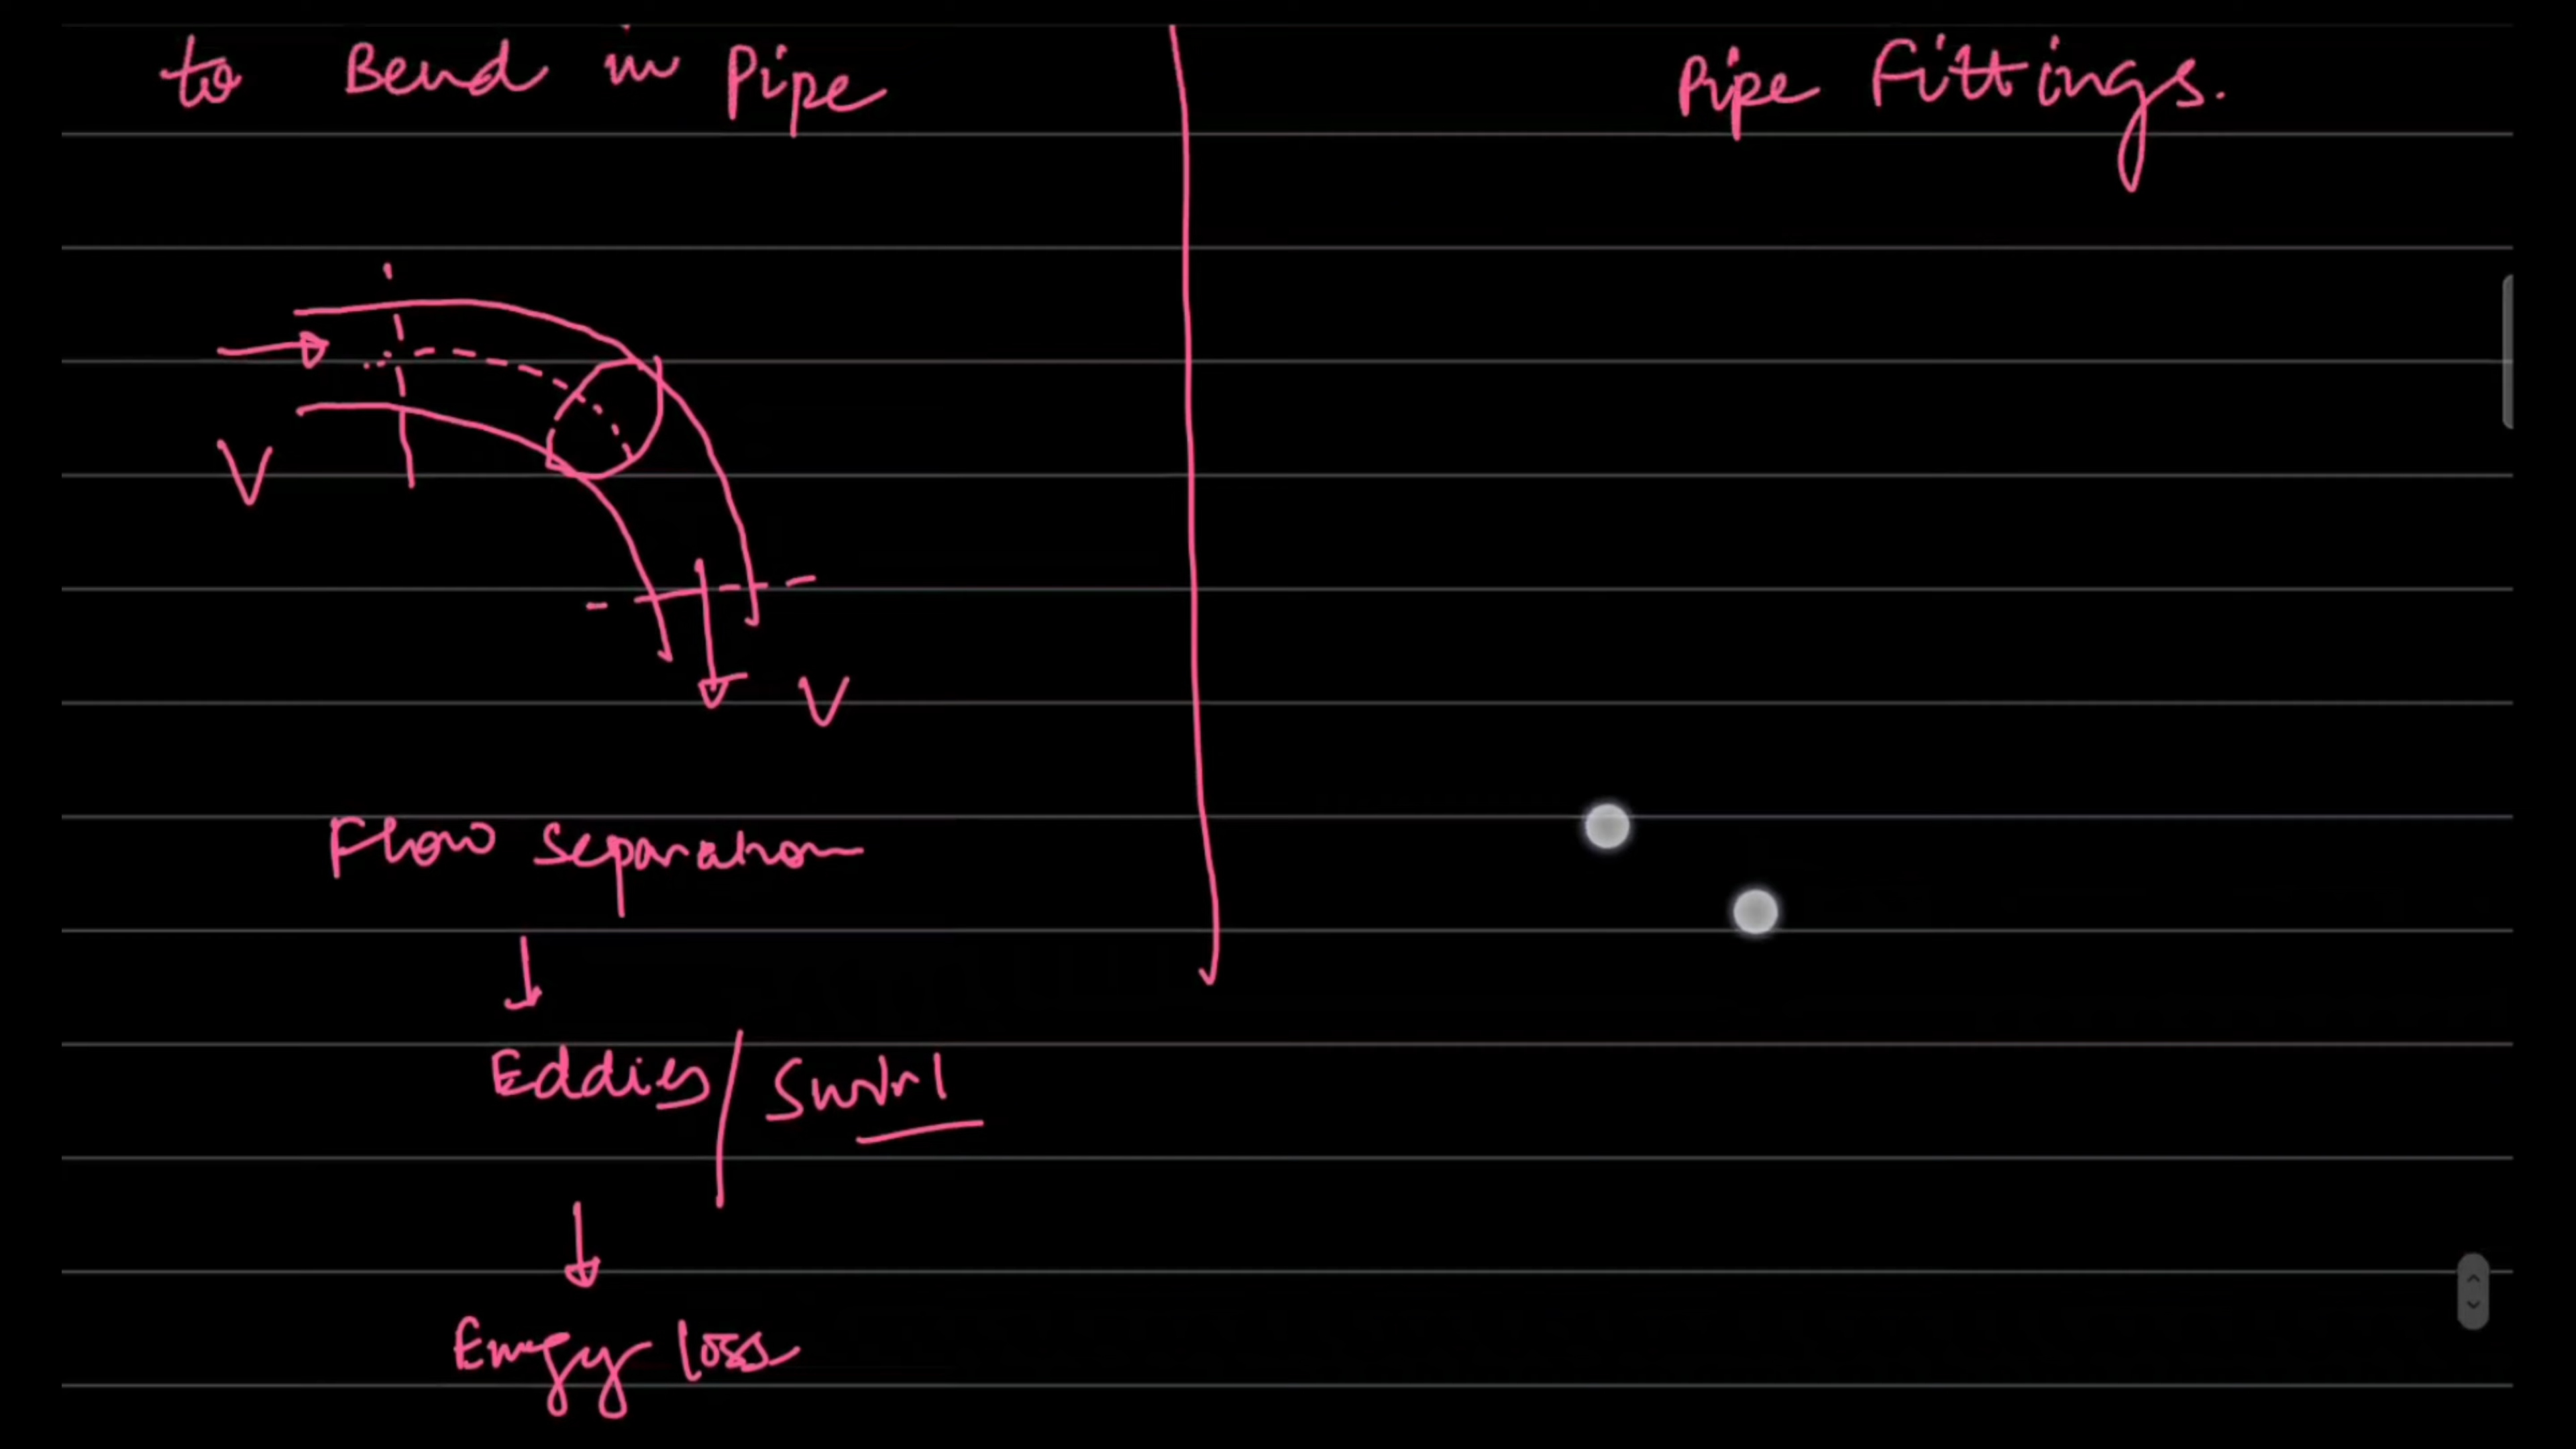 to Bend in Pipe
Pipe Fittings.
V
V
Flow separation
Eddies / Swirl
Energy loss